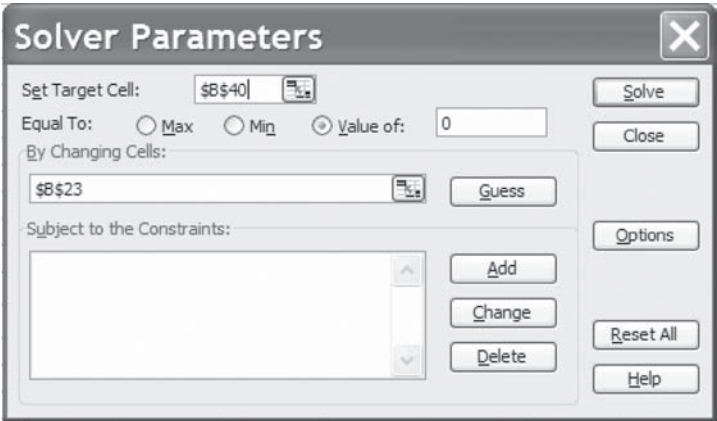 Solver Parameters
Set Target Cell: $B$40
Solve
Equal To: Max Min Value of: 0
Close
By Changing Cells:
$B$23
Guess
Subject to the Constraints:
Options
Add
Change
Reset All
Delete
Help